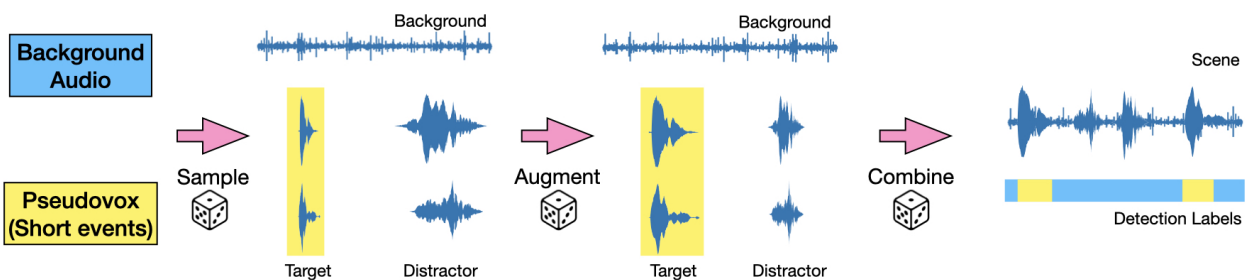 Background
Audio
Pseudovox
(Short events)
Sample
Background
Target
Distractor
Augment
Background
Target
Distractor
Combine
Scene
Detection Labels